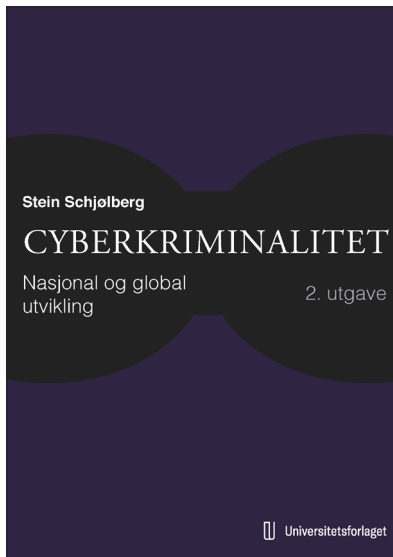 Stein Schjølberg
CYBERKRIMINALITET
Nasjonal og global
utvikling
2. utgave
Universitetsforlaget